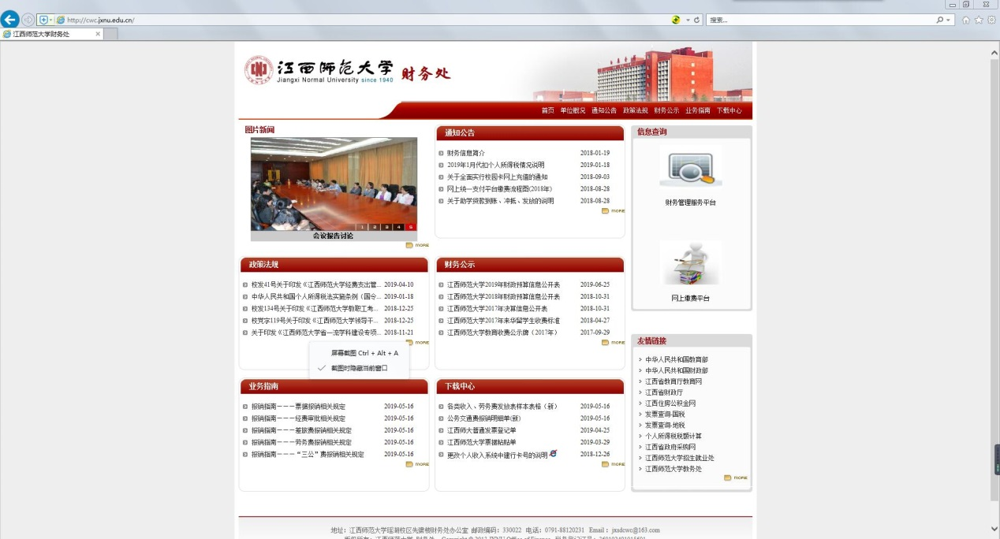 http://cwc.jxnu.edu.cn/
搜索...
江西师范大学财务处
江西师范大学 财务处
Jiangxi Normal University since 1940
首页 单位概况 通知公告 政策法规 财务公示 业务指南 下载中心
图片新闻
1 2 3 4 5
会议报告讨论
MORE
通知公告
财务信息简介 2018-01-19
2019年1月代扣个人所得税情况说明 2019-01-18
关于全面实行校园卡网上充值的通知 2018-09-03
网上统一支付平台缴费流程图(2018年) 2018-08-28
关于助学贷款到账、冲抵、发放的说明 2018-08-28
MORE
信息查询
财务管理服务平台
网上缴费平台
政策法规
校发41号关于印发《江西师范大学经费支出管... 2019-04-10
中华人民共和国个人所得税法实施条例（国令... 2019-01-18
校发134号关于印发《江西师范大学教职工考... 2018-12-25
校党字119号关于印发《江西师范大学领导干... 2018-12-25
关于印发《江西师范大学省一流学科建设专项... 2018-11-21
MORE
屏幕截图 Ctrl + Alt + A
截图时隐藏当前窗口
财务公示
江西师范大学2019年财政预算信息公开表 2019-06-25
江西师范大学2018年财政预算信息公开表 2018-10-31
江西师范大学2017年决算信息公开表 2018-10-31
江西师范大学2017年来华留学生收费标准 2018-04-27
江西师范大学教育收费公示牌（2017年） 2017-09-29
MORE
业务指南
报销指南－－－票据报销相关规定 2019-05-16
报销指南－－－经费审批相关规定 2019-05-16
报销指南－－－差旅费报销相关规定 2019-05-16
报销指南－－－劳务费报销相关规定 2019-05-16
报销指南－－－“三公”费报销相关规定 2019-05-16
MORE
下载中心
各类收入、劳务费发放表样本表格（新） 2019-05-16
公务交通费报销明细单(新) 2019-05-16
江西师大普通发票登记单 2019-04-25
江西师范大学票据粘贴单 2019-03-29
更改个人收入系统中建行卡号的说明 2018-12-26
MORE
友情链接
中华人民共和国教育部
中华人民共和国财政部
江西省教育厅教育网
江西省财政厅
江西住房公积金网
发票查询-国税
发票查询-地税
个人所得税税额计算
江西省政府采购网
江西师范大学招生就业处
江西师范大学教务处
MORE
地址：江西师范大学瑶湖校区先骕楼财务处办公室 邮政编码：330022 电话：0791-88120231 Email：jxsdcwc@163.com